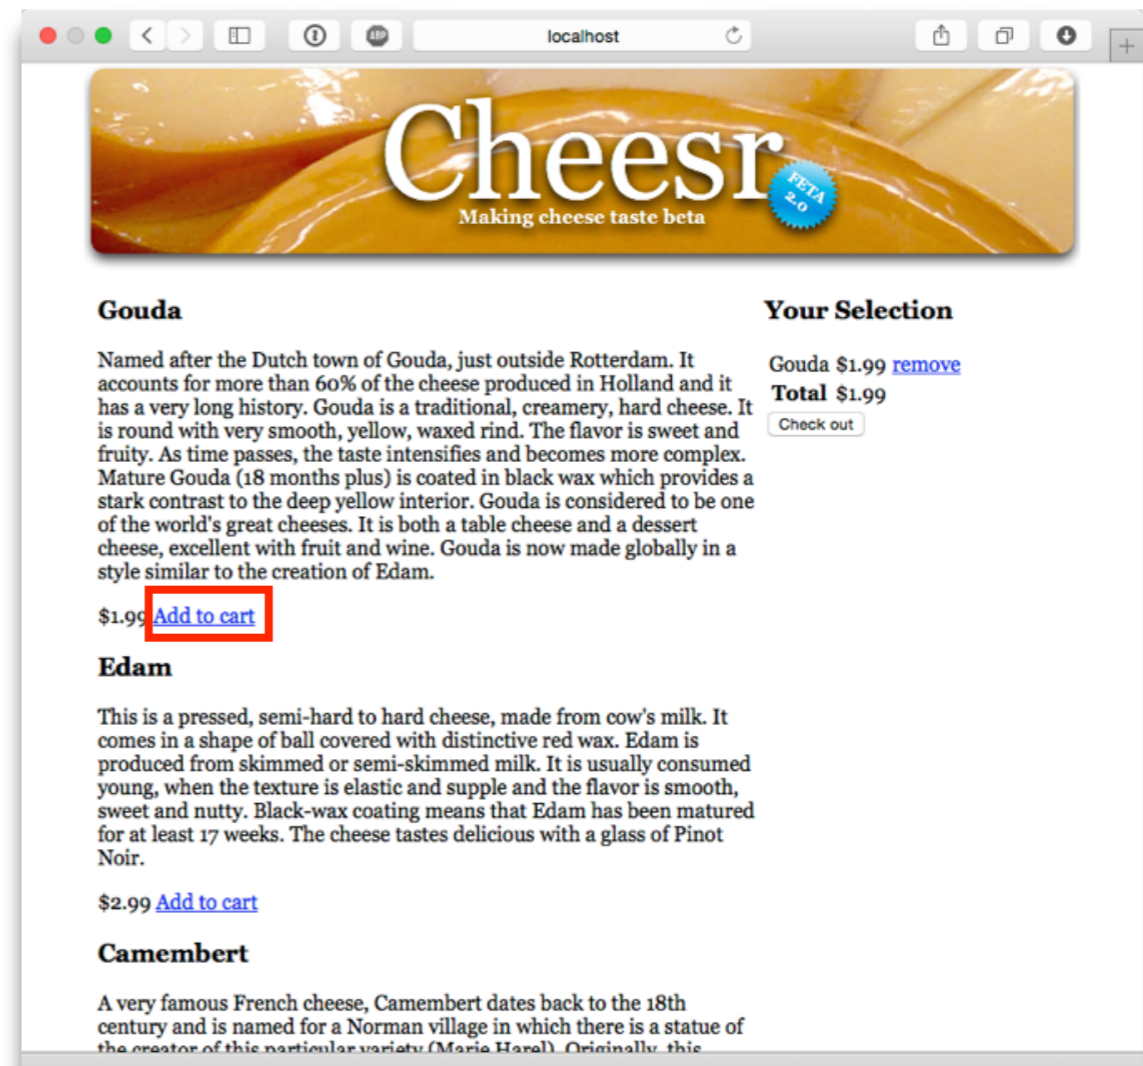 localhost
Cheesr
FETA
2.0
Making cheese taste beta
Gouda
Named after the Dutch town of Gouda, just outside Rotterdam. It
accounts for more than 60% of the cheese produced in Holland and it
has a very long history. Gouda is a traditional, creamery, hard cheese. It
is round with very smooth, yellow, waxed rind. The flavor is sweet and
fruity. As time passes, the taste intensifies and becomes more complex.
Mature Gouda (18 months plus) is coated in black wax which provides a
stark contrast to the deep yellow interior. Gouda is considered to be one
of the world's great cheeses. It is both a table cheese and a dessert
cheese, excellent with fruit and wine. Gouda is now made globally in a
style similar to the creation of Edam.
$1.99 Add to cart
Edam
This is a pressed, semi-hard to hard cheese, made from cow's milk. It
comes in a shape of ball covered with distinctive red wax. Edam is
produced from skimmed or semi-skimmed milk. It is usually consumed
young, when the texture is elastic and supple and the flavor is smooth,
sweet and nutty. Black-wax coating means that Edam has been matured
for at least 17 weeks. The cheese tastes delicious with a glass of Pinot
Noir.
$2.99 Add to cart
Camembert
A very famous French cheese, Camembert dates back to the 18th
century and is named for a Norman village in which there is a statue of
the creator of this particular variety (Marie Harel). Originally, this
Your Selection
Gouda $1.99 remove
Total $1.99
Check out